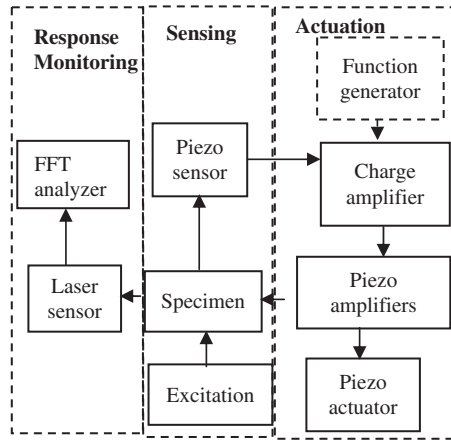 Response
Monitoring
Sensing
Actuation
Function
generator
FFT
analyzer
Piezo
sensor
Charge
amplifier
Laser
sensor
Specimen
Piezo
amplifiers
Excitation
Piezo
actuator